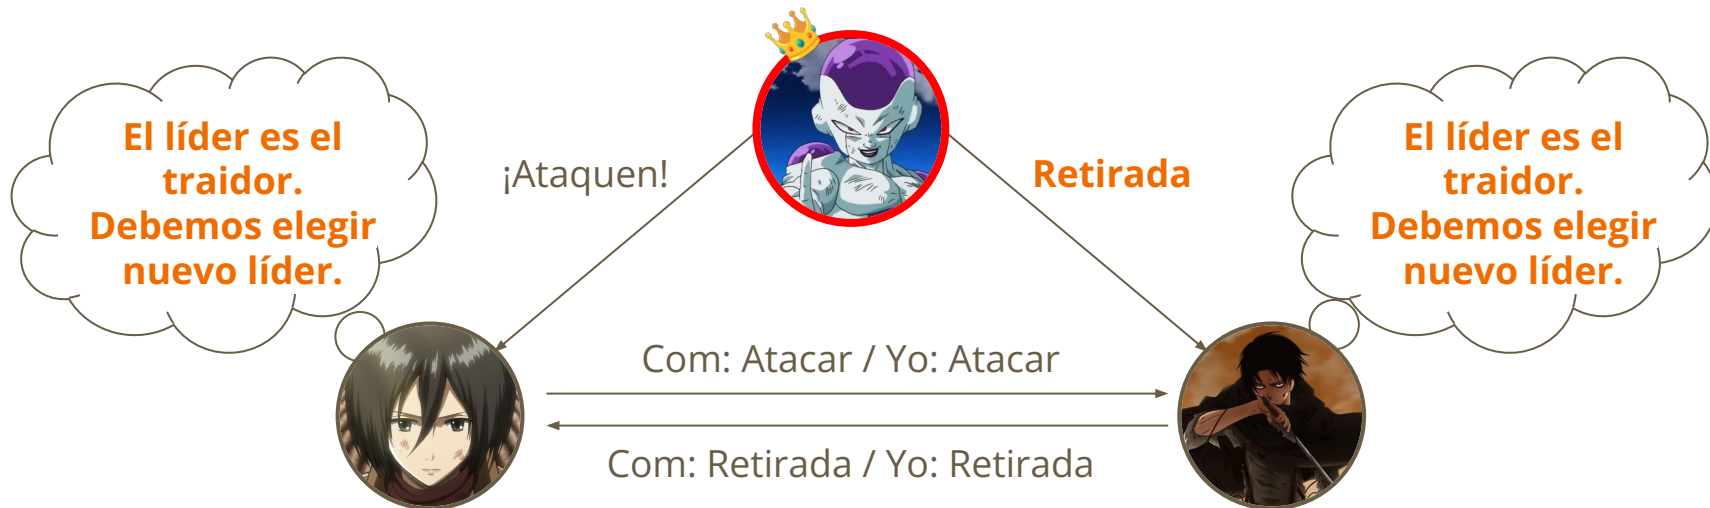 El líder es el
traidor.
Debemos elegir
nuevo líder.
¡Ataquen!
Retirada
El líder es el
traidor.
Debemos elegir
nuevo líder.
Com: Atacar / Yo: Atacar
Com: Retirada / Yo: Retirada